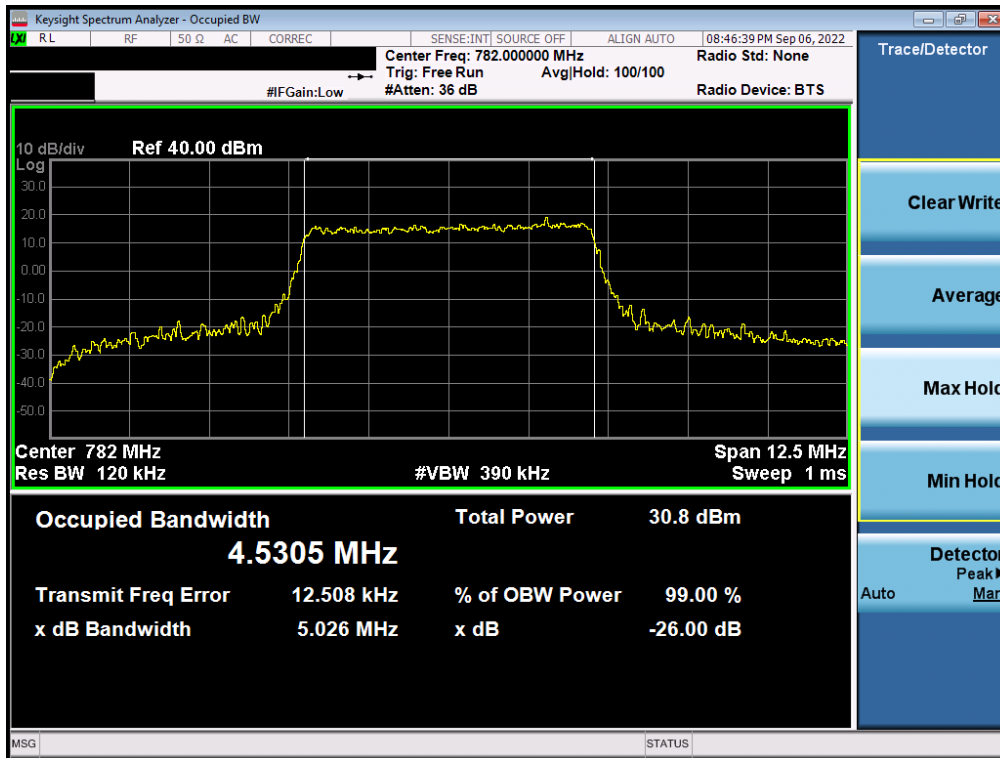 Keysight Spectrum Analyzer - Occupied BW
LXI RL RF 50 Ω AC CORREC SENSE:INT SOURCE OFF ALIGN AUTO 08:46:39 PM Sep 06, 2022
Center Freq: 782.000000 MHz Radio Std: None
Trig: Free Run Avg|Hold: 100/100
#IFGain:Low #Atten: 36 dB Radio Device: BTS
10 dB/div Ref 40.00 dBm
Log
30.0
20.0
10.0
0.00
-10.0
-20.0
-30.0
-40.0
-50.0
Center 782 MHz Span 12.5 MHz
Res BW 120 kHz #VBW 390 kHz Sweep 1 ms
Occupied Bandwidth Total Power 30.8 dBm
4.5305 MHz
Transmit Freq Error 12.508 kHz % of OBW Power 99.00 %
x dB Bandwidth 5.026 MHz x dB -26.00 dB
MSG STATUS
Trace/Detector
Clear Write
Average
Max Hold
Min Hold
Detector
Peak
Auto Man